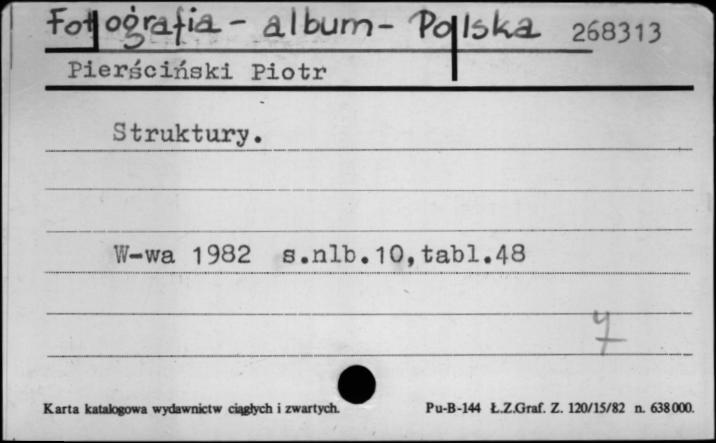 Fotografia - album - Polska 268313
Pierściński Piotr
Struktury.
W-wa 1982 s.nlb.10,tabl.48
Karta katalogowa wydawnictw ciągłych i zwartych. Pu-B-144 Ł.Z.Graf. Z. 120/15/82 n. 638000.